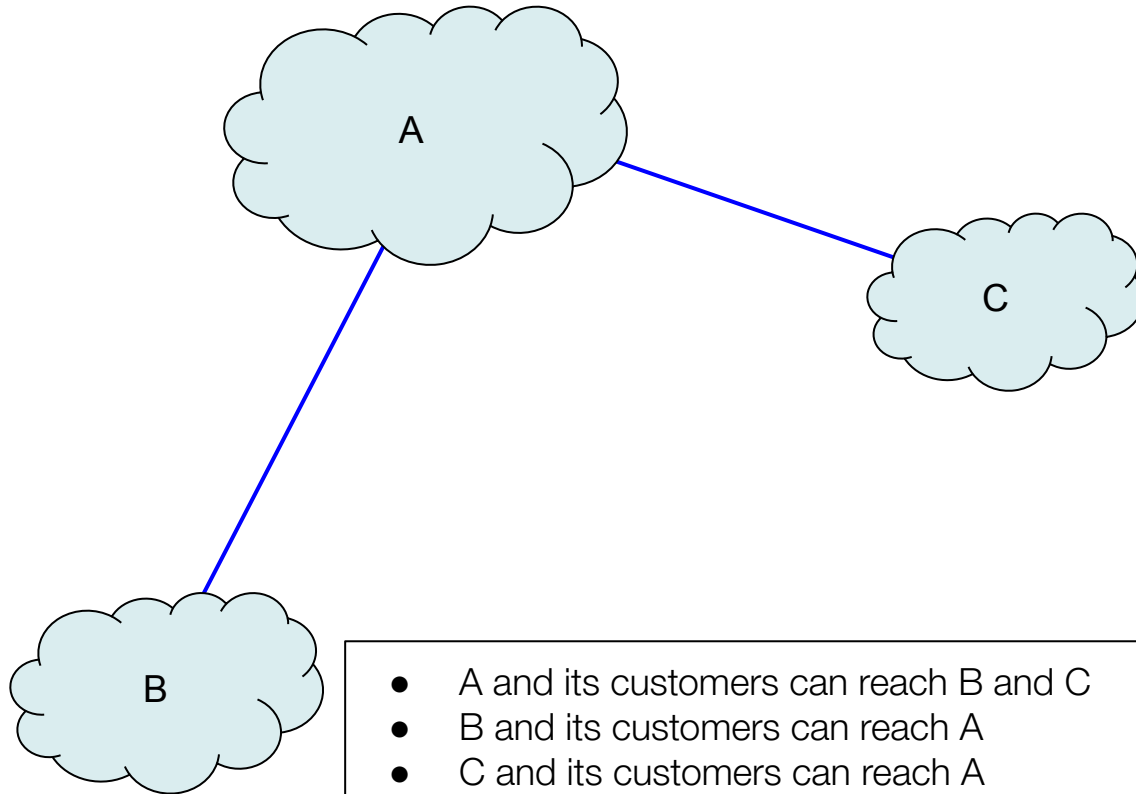 A
C
B
● A and its customers can reach B and C
● B and its customers can reach A
● C and its customers can reach A